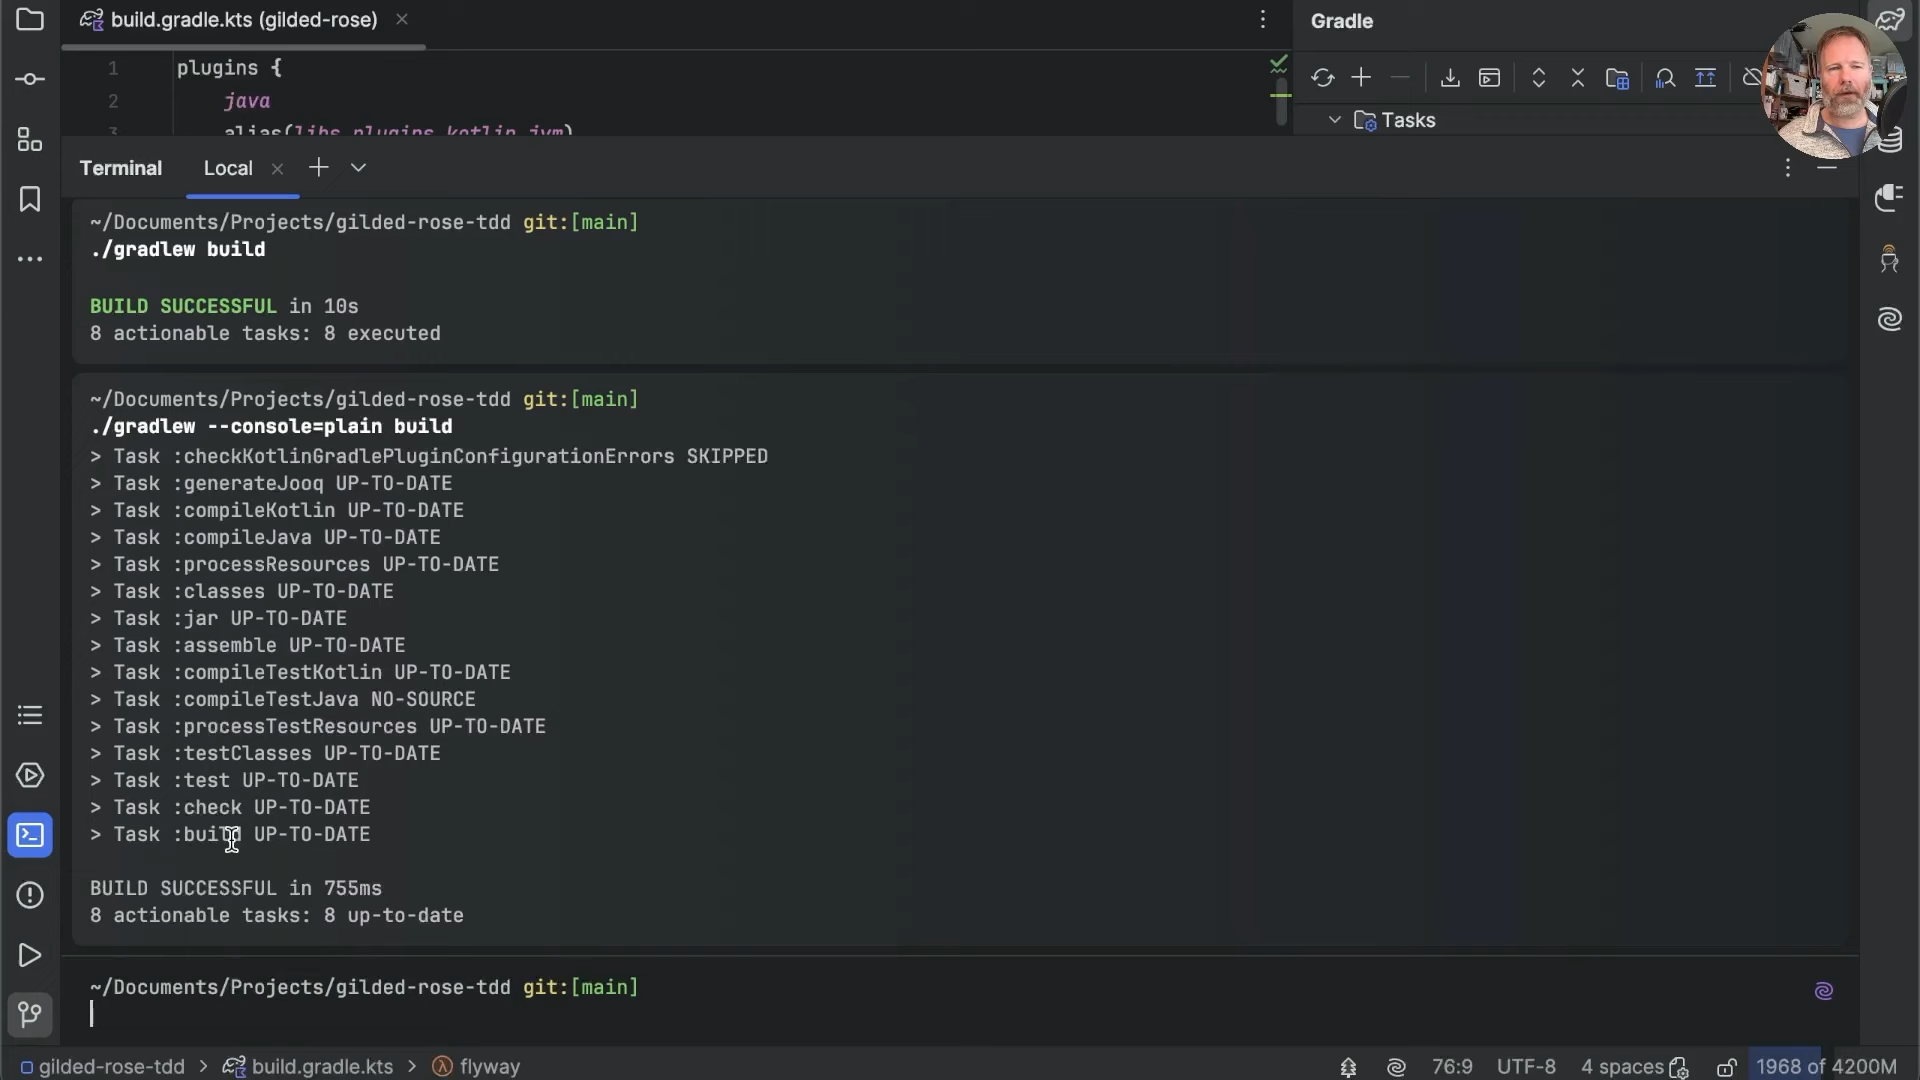 build.gradle.kts (gilded-rose)
Gradle
1 plugins {
2 java
3 alias(libs.plugins.kotlin.jvm)
Tasks
Terminal Local
~/Documents/Projects/gilded-rose-tdd git:[main]
./gradlew build
BUILD SUCCESSFUL in 10s
8 actionable tasks: 8 executed
~/Documents/Projects/gilded-rose-tdd git:[main]
./gradlew --console=plain build
> Task :checkKotlinGradlePluginConfigurationErrors SKIPPED
> Task :generateJooq UP-TO-DATE
> Task :compileKotlin UP-TO-DATE
> Task :compileJava UP-TO-DATE
> Task :processResources UP-TO-DATE
> Task :classes UP-TO-DATE
> Task :jar UP-TO-DATE
> Task :assemble UP-TO-DATE
> Task :compileTestKotlin UP-TO-DATE
> Task :compileTestJava NO-SOURCE
> Task :processTestResources UP-TO-DATE
> Task :testClasses UP-TO-DATE
> Task :test UP-TO-DATE
> Task :check UP-TO-DATE
> Task :build UP-TO-DATE
BUILD SUCCESSFUL in 755ms
8 actionable tasks: 8 up-to-date
~/Documents/Projects/gilded-rose-tdd git:[main]
gilded-rose-tdd > build.gradle.kts > flyway
76:9 UTF-8 4 spaces 1968 of 4200M